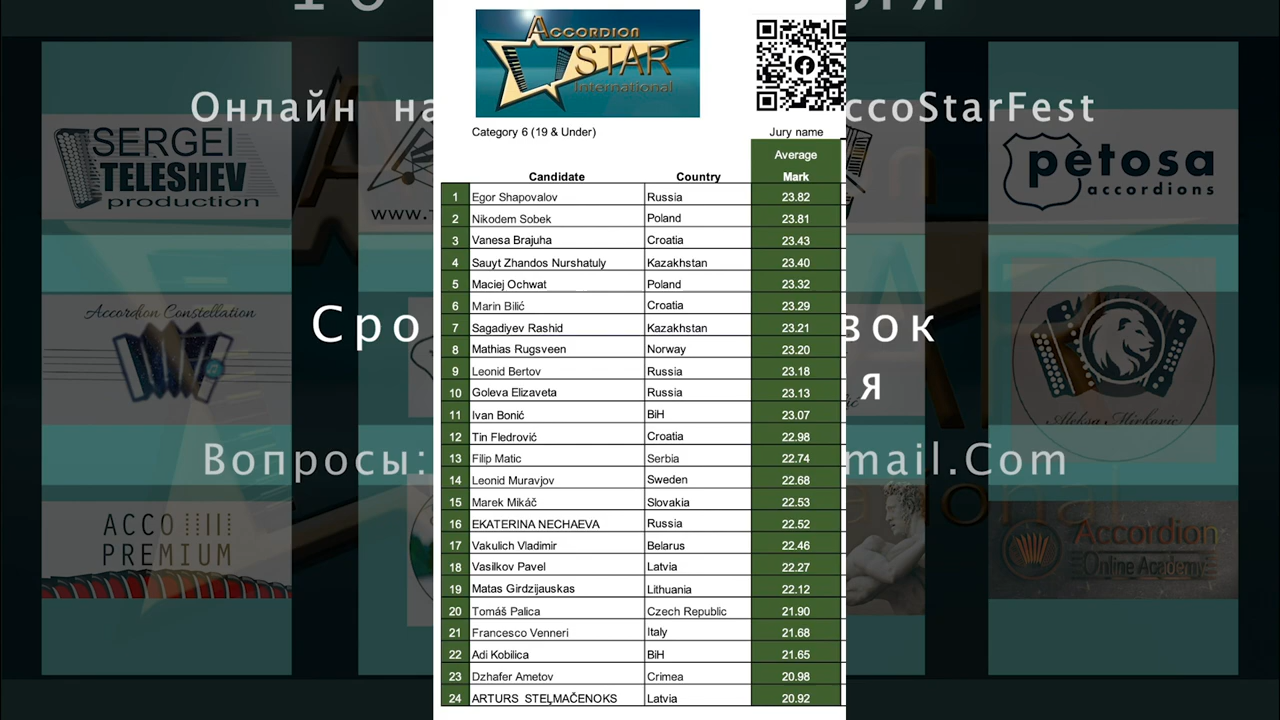 Онлайн на
ccoStarFest
SERGEI
TELESHEV
production
www.
petosa
accordions
Accordion Constellation
Сро
вок
я
Aleksa Mirkovic
Вопросы:
mail.Com
ACCO
PREMIUM
Accordion
Online Academy
ACCORDION
STAR
International
Category 6 (19 & Under)
Jury name
Average
Candidate Country Mark
1 Egor Shapovalov Russia 23.82
2 Nikodem Sobek Poland 23.81
3 Vanesa Brajuha Croatia 23.43
4 Sauyt Zhandos Nurshatuly Kazakhstan 23.40
5 Maciej Ochwat Poland 23.32
6 Marin Bilić Croatia 23.29
7 Sagadiyev Rashid Kazakhstan 23.21
8 Mathias Rugsveen Norway 23.20
9 Leonid Bertov Russia 23.18
10 Goleva Elizaveta Russia 23.13
11 Ivan Bonić BiH 23.07
12 Tin Fledrović Croatia 22.98
13 Filip Matic Serbia 22.74
14 Leonid Muravjov Sweden 22.68
15 Marek Mikáč Slovakia 22.53
16 EKATERINA NECHAEVA Russia 22.52
17 Vakulich Vladimir Belarus 22.46
18 Vasilkov Pavel Latvia 22.27
19 Matas Girdzijauskas Lithuania 22.12
20 Tomáš Palica Czech Republic 21.90
21 Francesco Venneri Italy 21.68
22 Adi Kobilica BiH 21.65
23 Dzhafer Ametov Crimea 20.98
24 ARTURS STEĻMAČENOKS Latvia 20.92